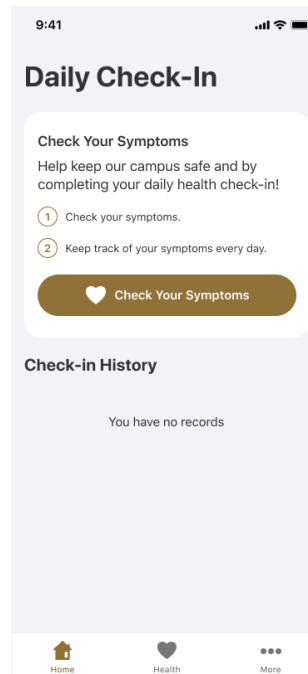 9:41
Daily Check-In
Check Your Symptoms
Help keep our campus safe and by
completing your daily health check-in!
1 Check your symptoms.
2 Keep track of your symptoms every day.
Check Your Symptoms
Check-in History
You have no records
Home Health More